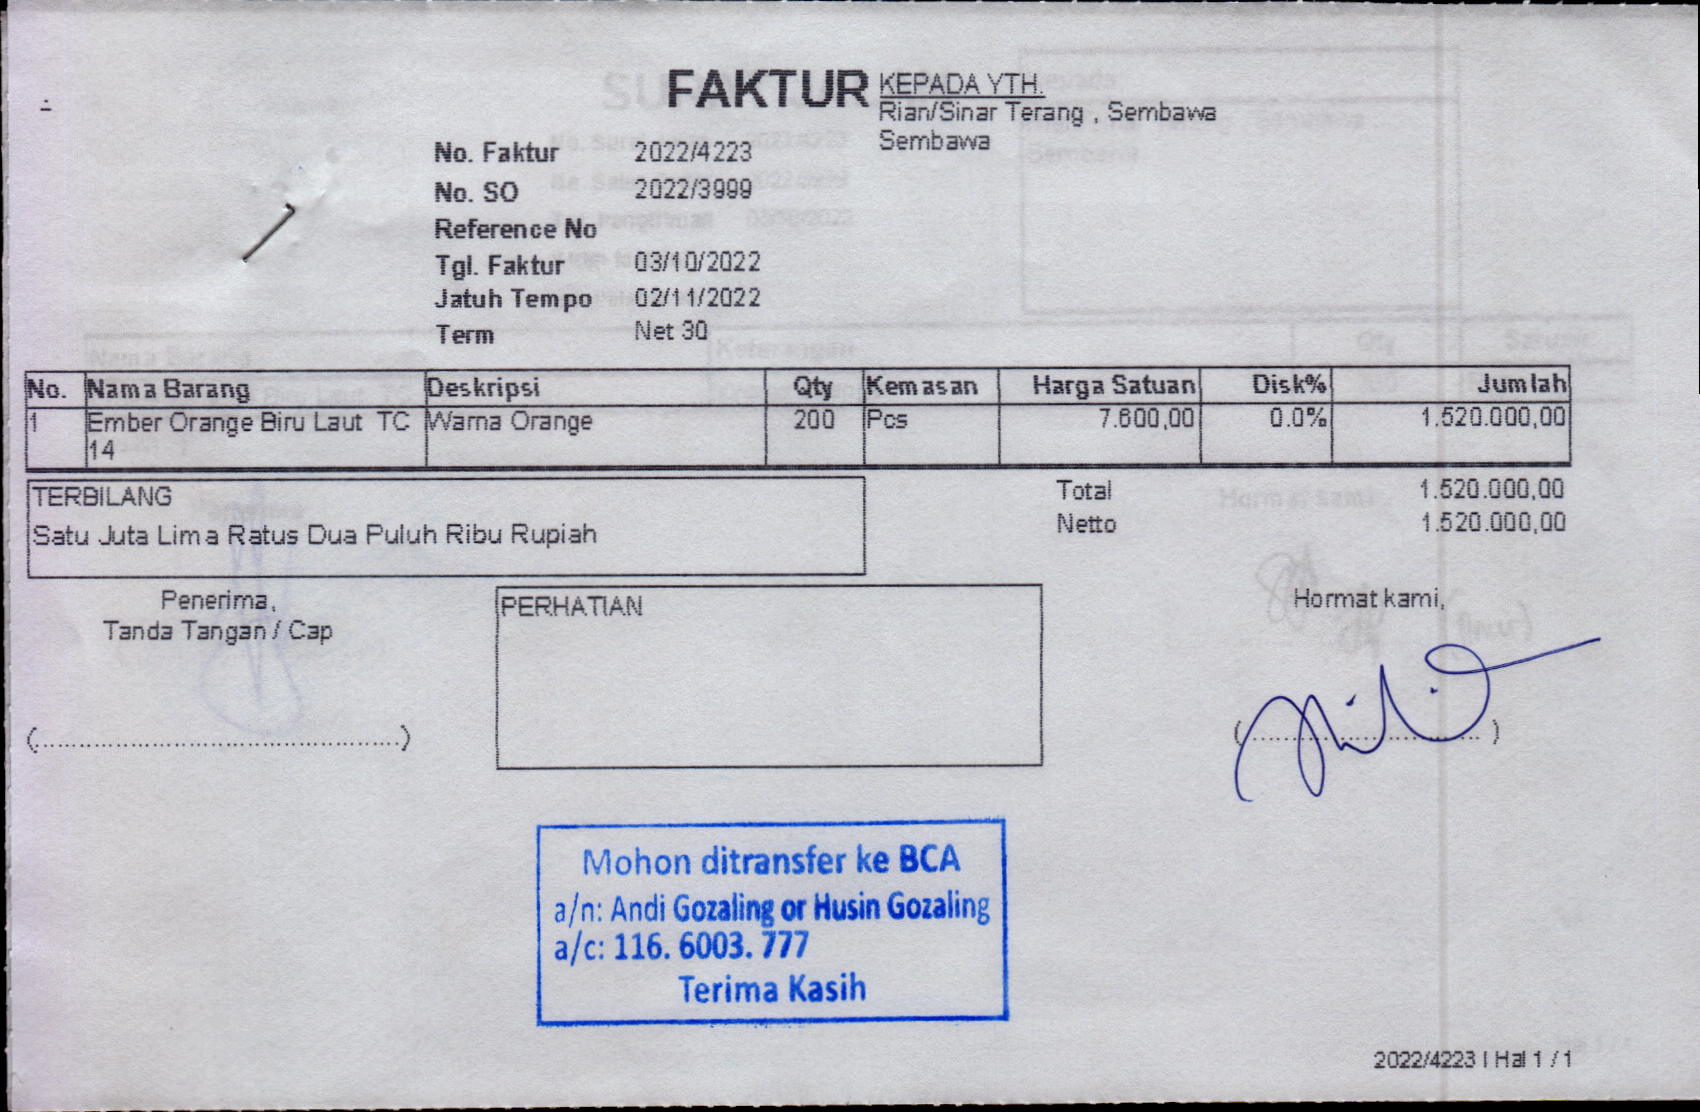 FAKTUR
KEPADA YTH.
Rian/Sinar Terang , Sembawa
Sembawa
No. Faktur 2022/4223
No. SO 2022/3999
Reference No
Tgl. Faktur 03/10/2022
Jatuh Tempo 02/11/2022
Term Net 30
No. Nama Barang Deskripsi Qty Kemasan Harga Satuan Disk% Jumlah
1 Ember Orange Biru Laut TC Warna Orange 200 Pcs 7.600,00 0.0% 1.520.000,00
14
TERBILANG
Satu Juta Lima Ratus Dua Puluh Ribu Rupiah
Total 1.520.000,00
Netto 1.520.000,00
Penerima,
Tanda Tangan / Cap
(................................................)
PERHATIAN
Hormat kami,
(................................)
Mohon ditransfer ke BCA
a/n: Andi Gozaling or Husin Gozaling
a/c: 116. 6003. 777
Terima Kasih
2022/4223 | Hal 1 / 1